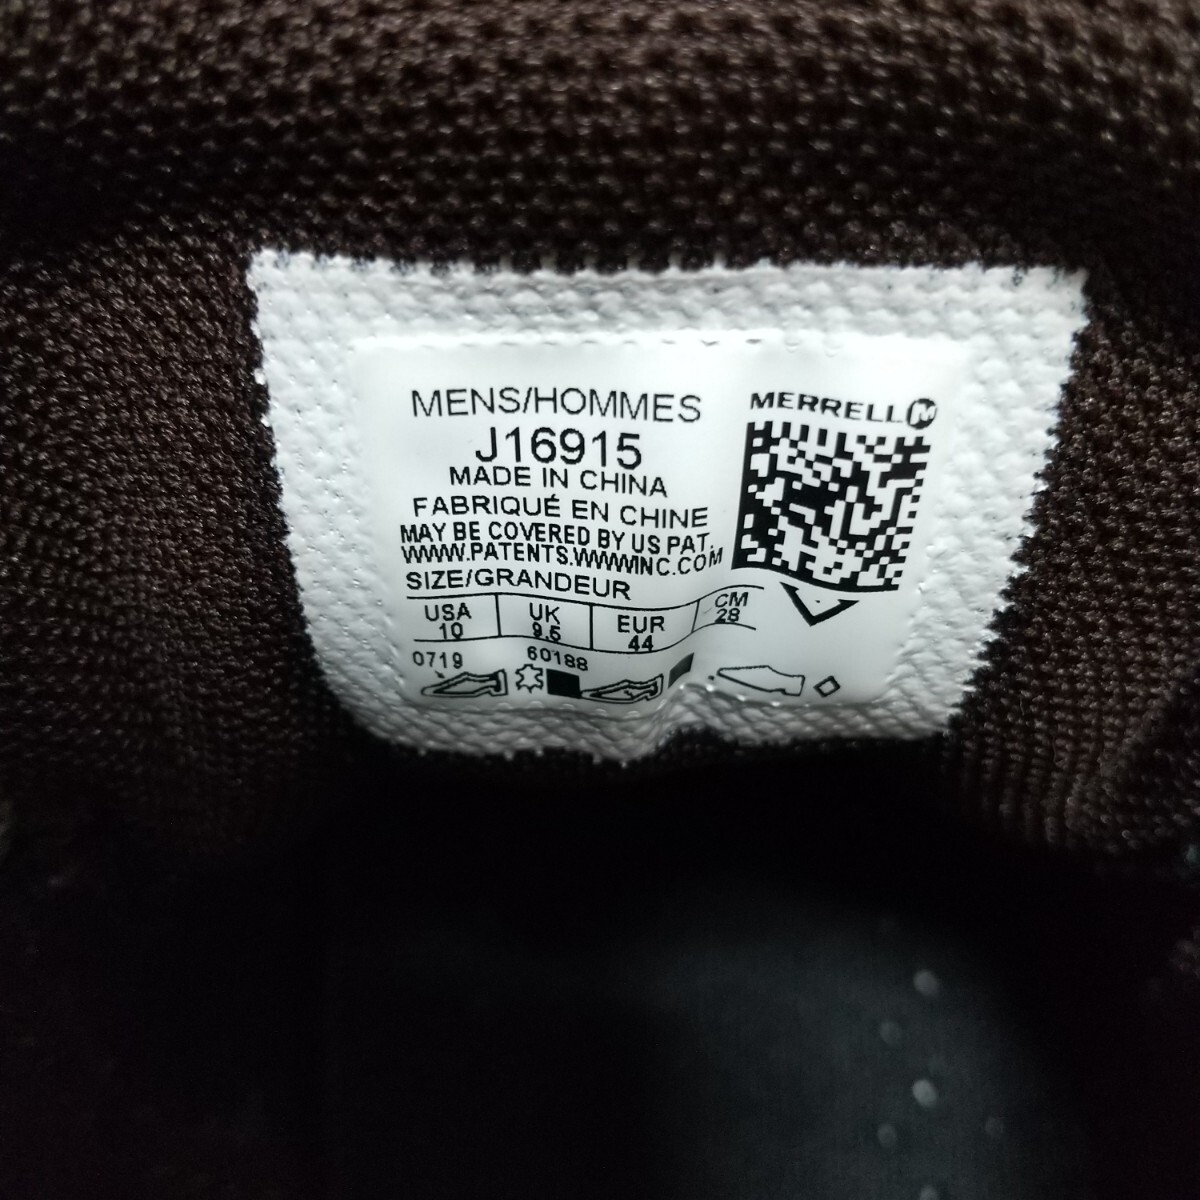 MENS/HOMMES
J16915
MADE IN CHINA
FABRIQUÉ EN CHINE
MAY BE COVERED BY US PAT.
WWW.PATENTS.WWWINC.COM
SIZE/GRANDEUR
USA UK EUR CM
10 9.5 44 28
0719 60188
MERRELL M